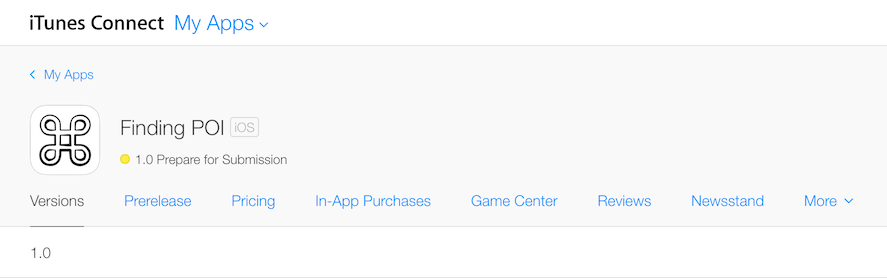 iTunes Connect My Apps
My Apps
Finding POI iOS
1.0 Prepare for Submission
Versions Prerelease Pricing In-App Purchases Game Center Reviews Newsstand More
1.0